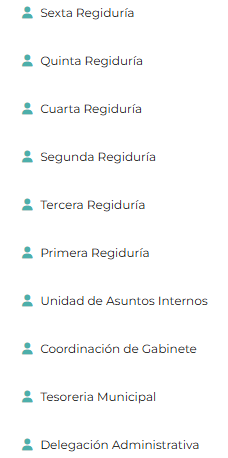 Sexta Regiduría
Quinta Regiduría
Cuarta Regiduría
Segunda Regiduría
Tercera Regiduría
Primera Regiduría
Unidad de Asuntos Internos
Coordinación de Gabinete
Tesoreria Municipal
Delegación Administrativa